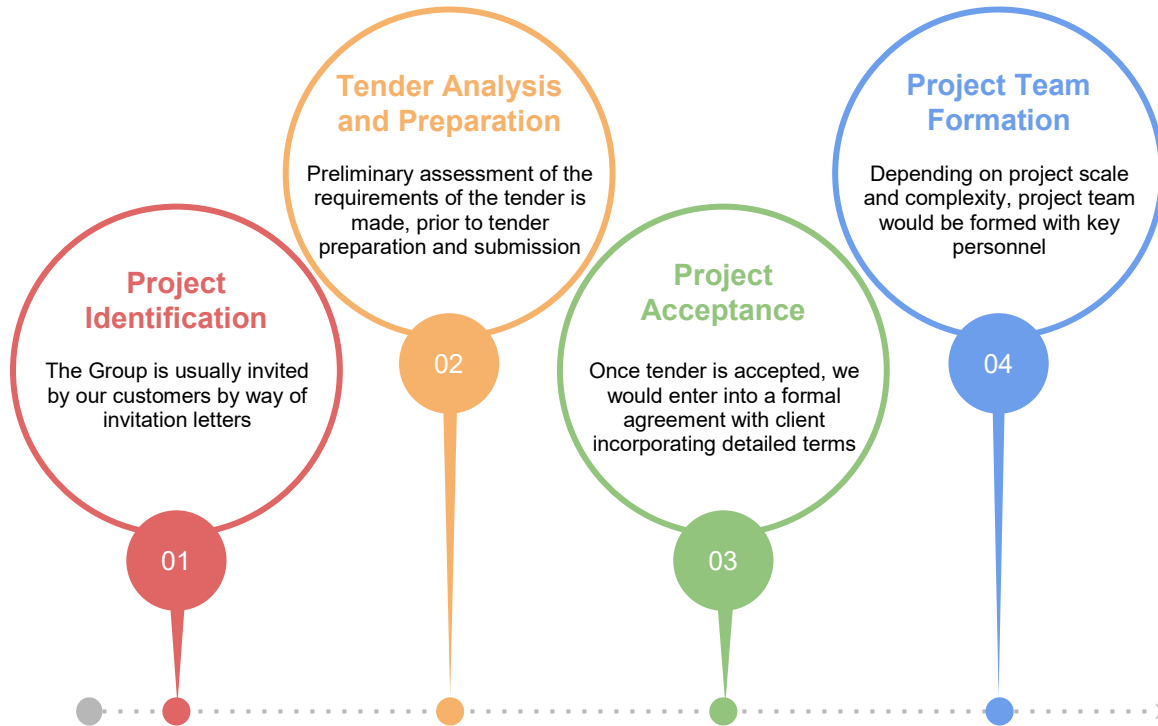 Project
Identification
The Group is usually invited
by our customers by way of
invitation letters
01
Tender Analysis
and Preparation
Preliminary assessment of the
requirements of the tender is
made, prior to tender
preparation and submission
02
Project
Acceptance
Once tender is accepted, we
would enter into a formal
agreement with client
incorporating detailed terms
03
Project Team
Formation
Depending on project scale
and complexity, project team
would be formed with key
personnel
04